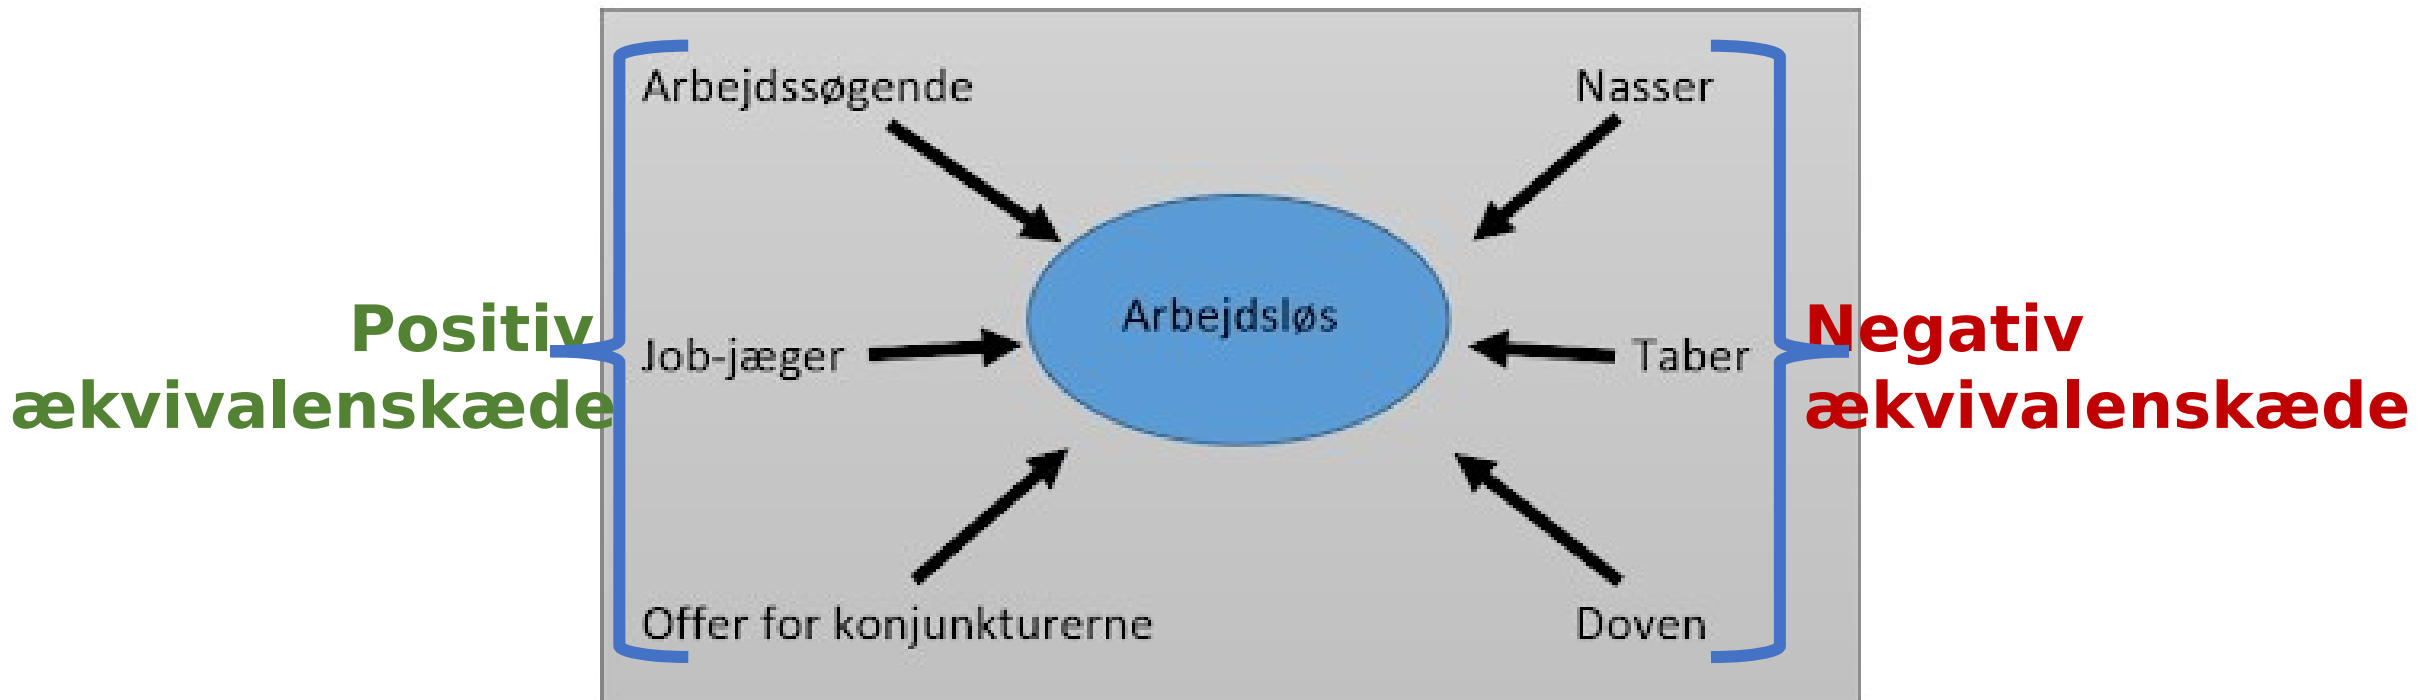 Arbejdssøgende
Nasser
Positiv
ækvivalenskæde
Job-jæger
Arbejdsløs
Taber
Negativ
ækvivalenskæde
Offer for konjunkturerne
Doven